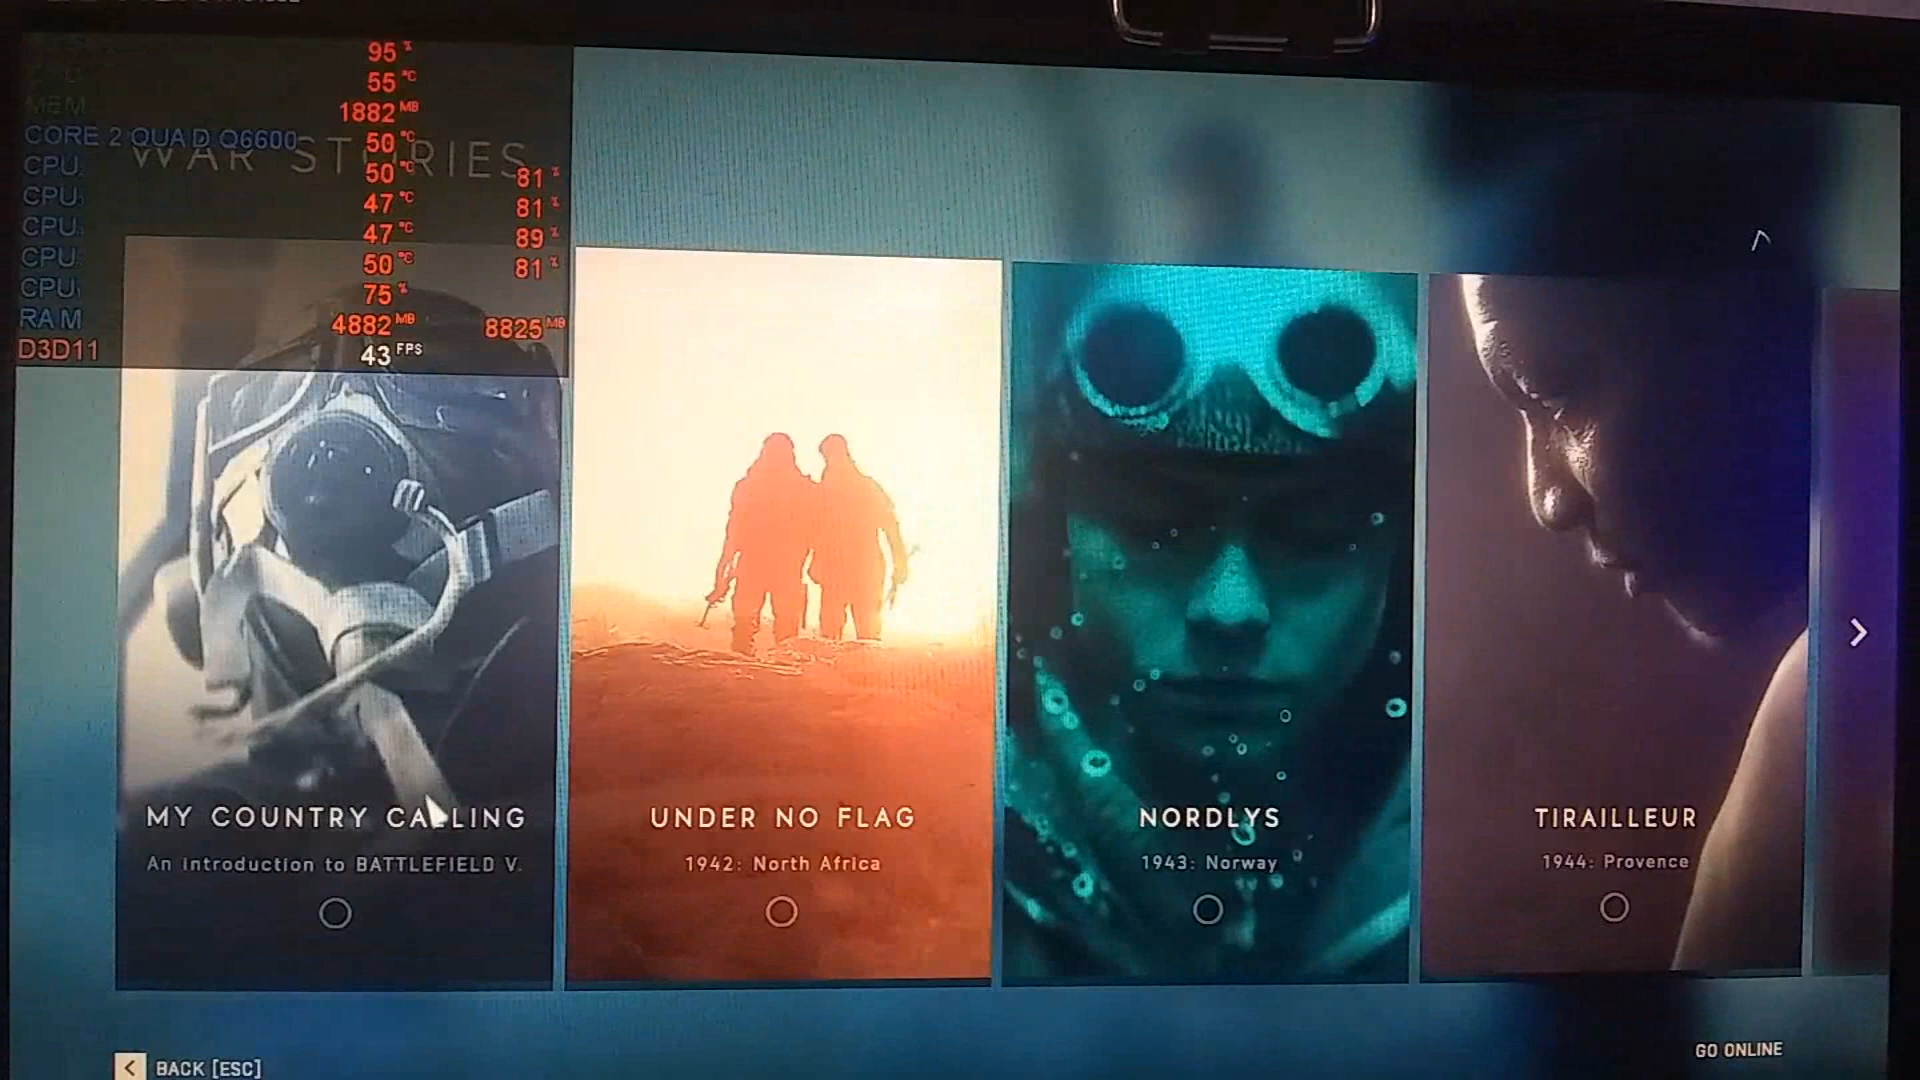 95 %
55 °C
MEM 1882 MB
CORE 2 QUAD Q6600 50 °C
WAR STORIES
CPU 50 °C 81 %
CPU 47 °C 81 %
CPU 47 °C 89 %
CPU 50 °C 81 %
CPU 75 %
RAM 4882 MB 8825 MB
D3D11 43 FPS
MY COUNTRY CALLING
An introduction to BATTLEFIELD V.
UNDER NO FLAG
1942: North Africa
NORDLYS
1943: Norway
TIRAILLEUR
1944: Provence
BACK [ESC]
GO ONLINE